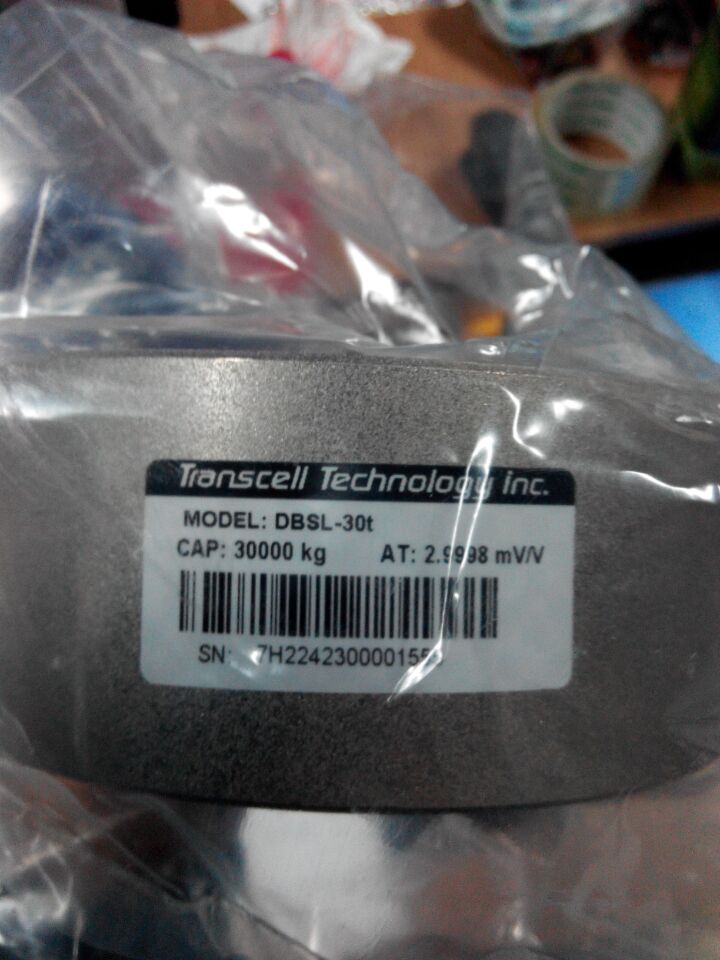 Transcell Technology Inc.
MODEL: DBSL-30t
CAP: 30000 kg AT: 2.9998 mV/V
SN: